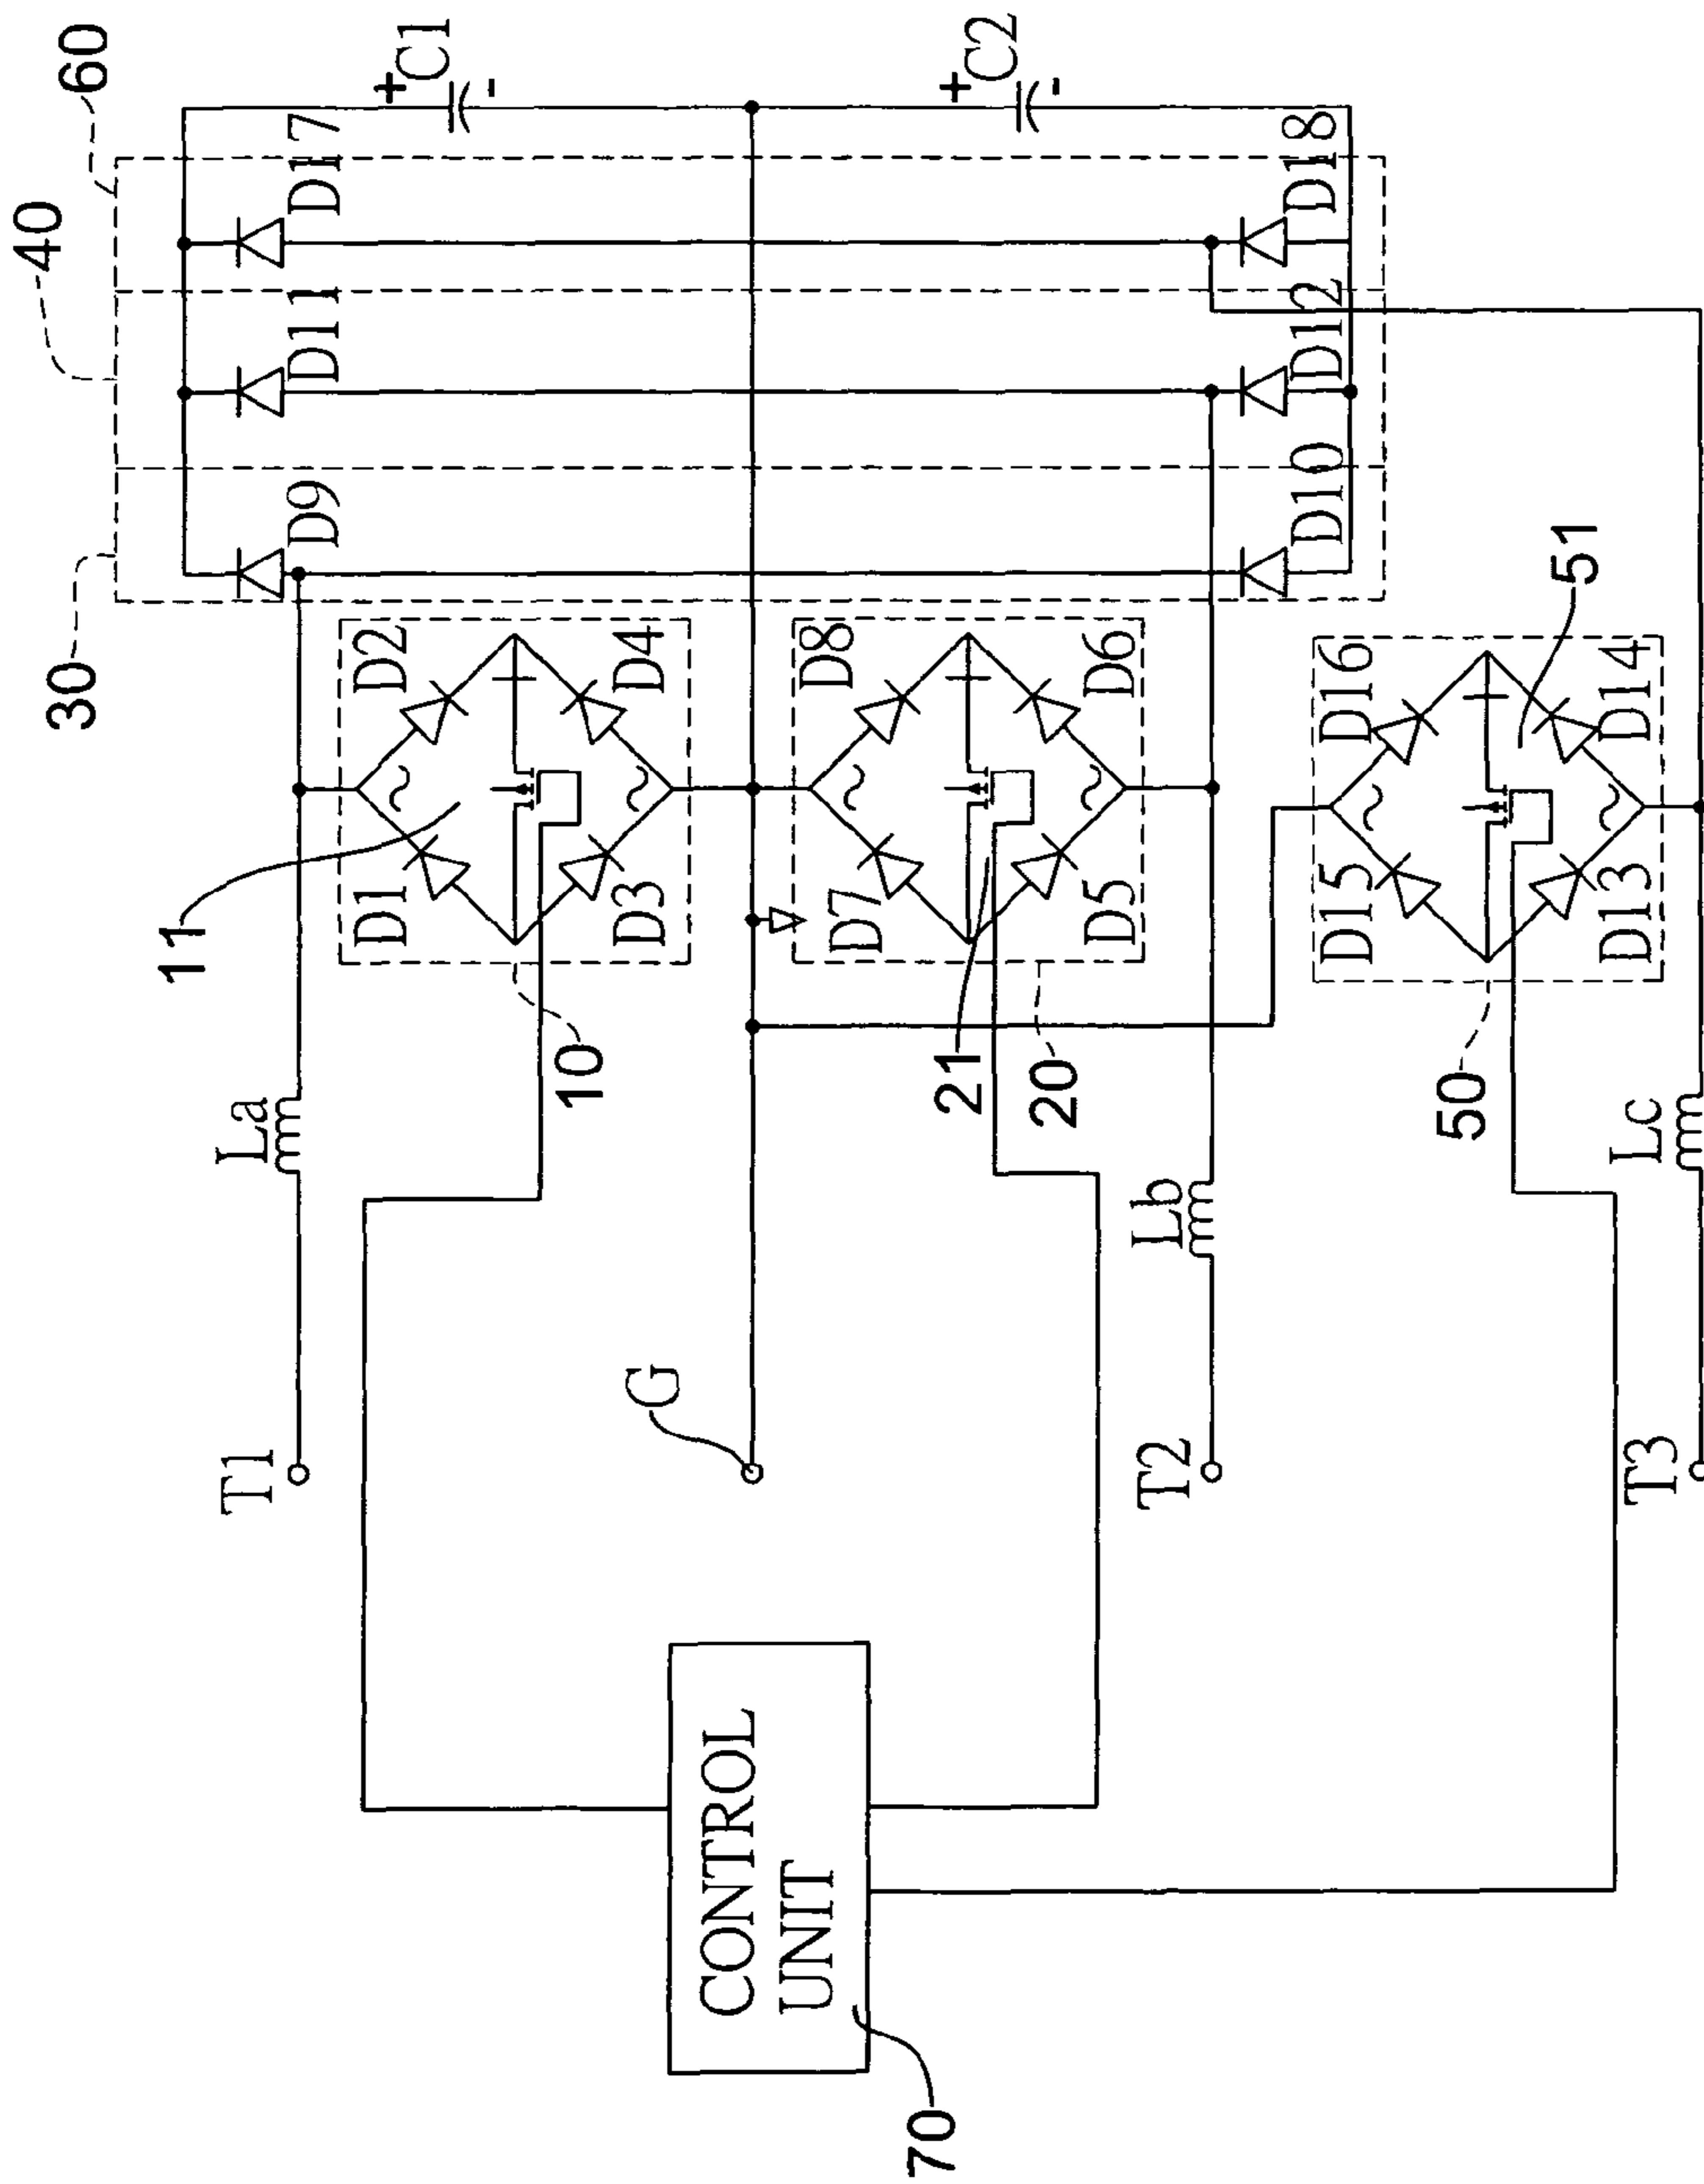 60
40
30
C1
+
-
C2
+
-
D17
D18
D11
D12
D9
D10
D2
D4
D1
D3
11
10
D8
D6
D7
D5
21
20
D16
D14
D15
D13
51
50
La
Lb
Lc
T1
G
T2
T3
CONTROL
UNIT
70